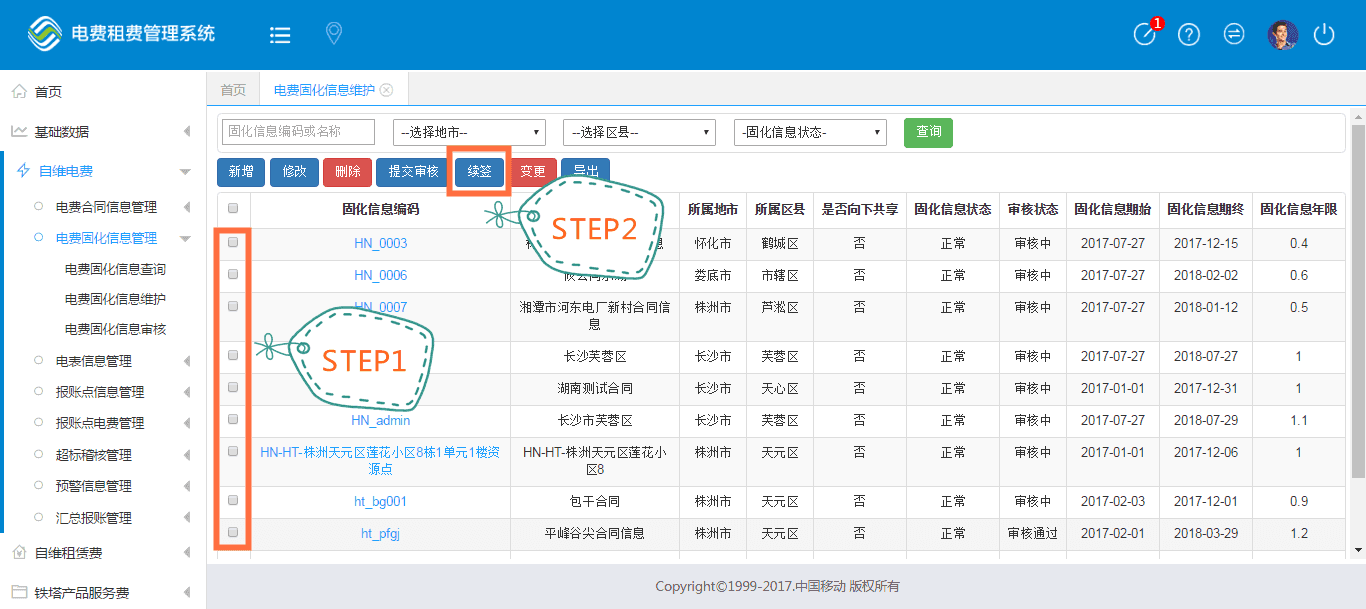 电费租费管理系统
1
首页
基础数据
自维电费
电费合同信息管理
电费固化信息管理
电费固化信息查询
电费固化信息维护
电费固化信息审核
电表信息管理
报账点信息管理
报账点电费管理
超标稽核管理
预警信息管理
汇总报账管理
自维租赁费
铁塔产品服务费
首页 电费固化信息维护
固化信息编码或名称 --选择地市-- --选择区县-- -固化信息状态- 查询
新增 修改 删除 提交审核 续签 变更 导出
STEP2
STEP1
固化信息编码 所属地市 所属区县 是否向下共享 固化信息状态 审核状态 固化信息期始 固化信息期终 固化信息年限
HN_0003 怀化市 鹤城区 否 正常 审核中 2017-07-27 2017-12-15 0.4
HN_0006 娄底市 市辖区 否 正常 审核中 2017-07-27 2018-02-02 0.6
HN_0007 湘潭市河东电厂新村合同信 株洲市 芦淞区 否 正常 审核中 2017-07-27 2018-01-12 0.5
息
长沙芙蓉区 长沙市 芙蓉区 否 正常 审核中 2017-07-27 2018-07-27 1
湖南测试合同 长沙市 天心区 否 正常 审核中 2017-01-01 2017-12-31 1
HN_admin 长沙市芙蓉区 长沙市 芙蓉区 否 正常 审核中 2017-07-27 2018-07-29 1.1
HN-HT-株洲天元区莲花小区8栋1单元1楼资 HN-HT-株洲天元区莲花小 株洲市 天元区 否 正常 审核中 2017-01-01 2017-12-06 1
源点 区8
ht_bg001 包干合同 株洲市 天元区 否 正常 审核中 2017-02-03 2017-12-01 0.9
ht_pfgj 平峰谷尖合同信息 株洲市 天元区 否 正常 审核通过 2017-02-01 2018-03-29 1.2
Copyright©1999-2017.中国移动 版权所有